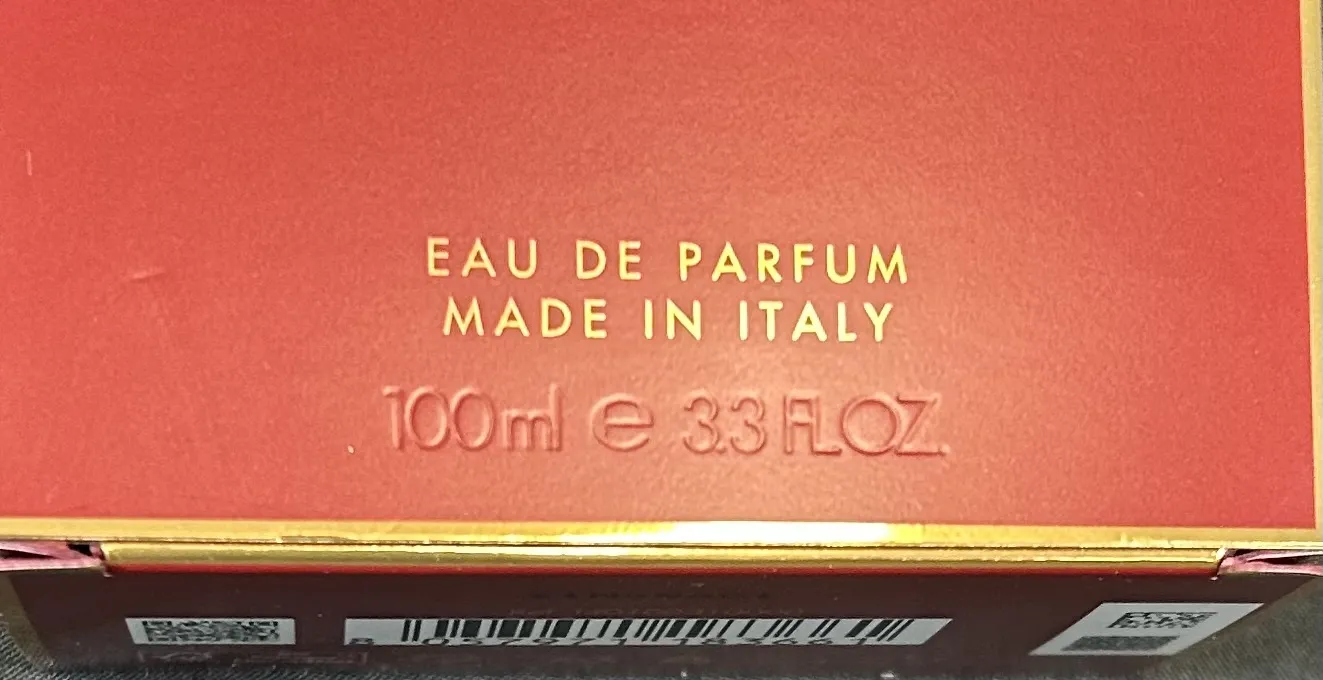 EAU DE PARFUM
MADE IN ITALY
100ml e 3.3 FL.OZ.